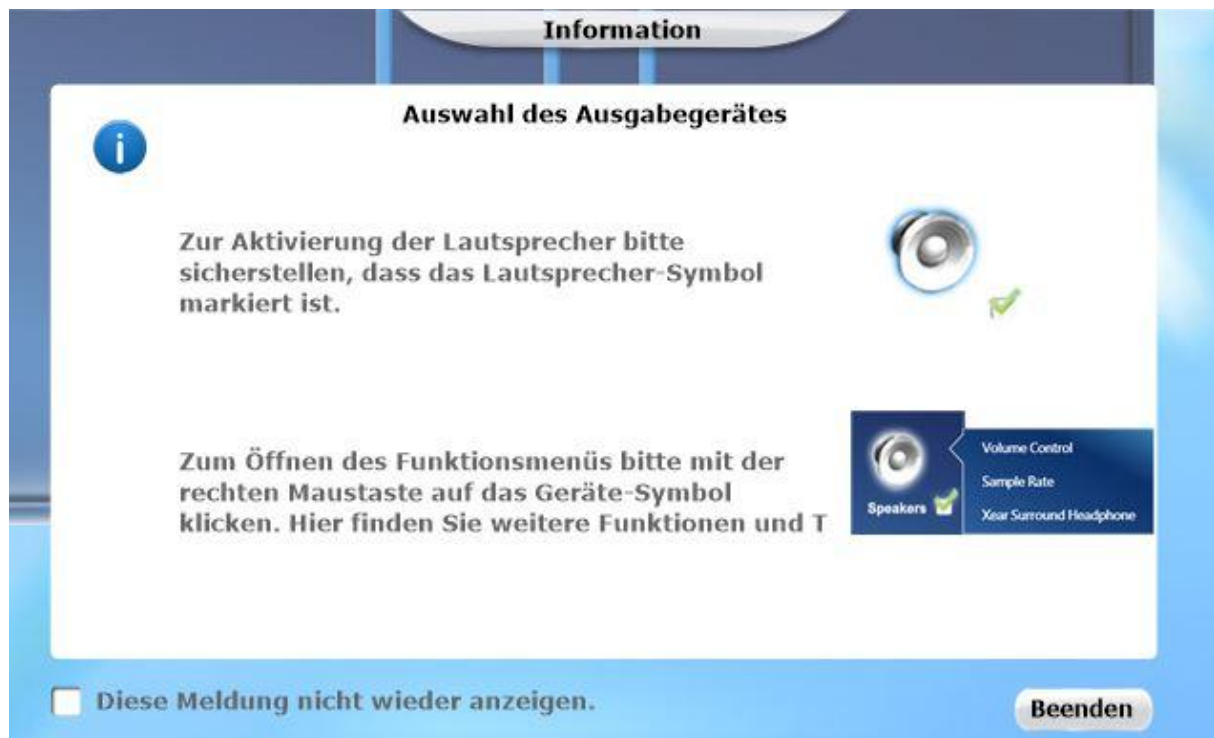 Information
Auswahl des Ausgabegerätes
Zur Aktivierung der Lautsprecher bitte
sicherstellen, dass das Lautsprecher-Symbol
markiert ist.
Zum Öffnen des Funktionsmenüs bitte mit der
rechten Maustaste auf das Geräte-Symbol
klicken. Hier finden Sie weitere Funktionen und T
Speakers
Volume Control
Sample Rate
Xear Surround Headphone
Diese Meldung nicht wieder anzeigen.
Beenden